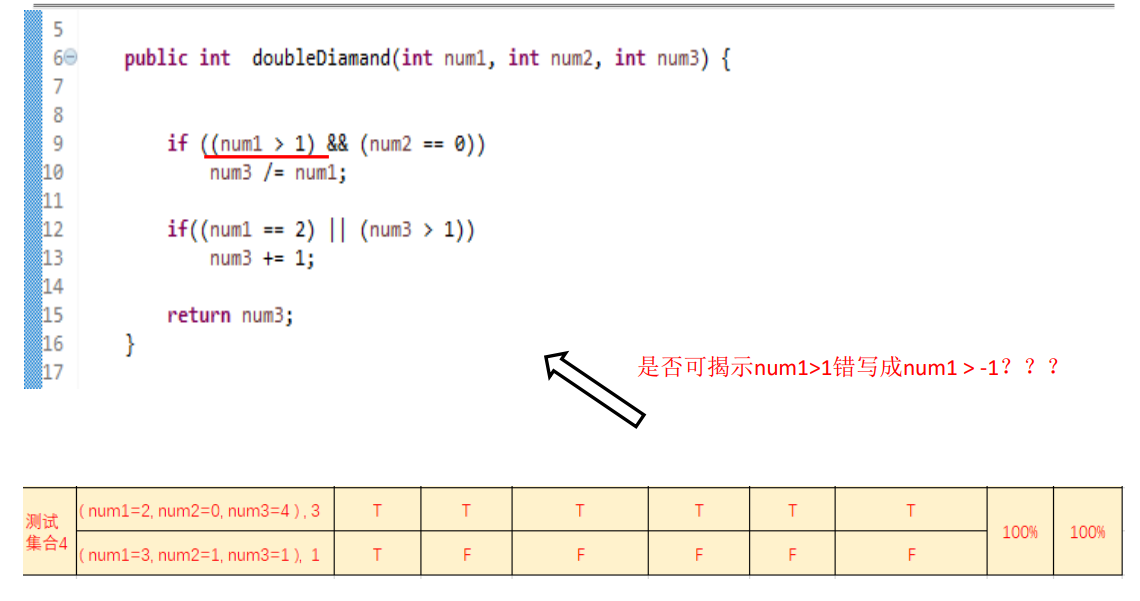 5
6 public int doubleDiamand(int num1, int num2, int num3) {
7
8
9 if ((num1 > 1) && (num2 == 0))
10 num3 /= num1;
11
12 if((num1 == 2) || (num3 > 1))
13 num3 += 1;
14
15 return num3;
16 }
17
是否可揭示num1>1错写成num1 > -1？？？
测试集合4
( num1=2, num2=0, num3=4 ) , 3 T T T T T T 100% 100%
( num1=3, num2=1, num3=1 ), 1 T F F F F F